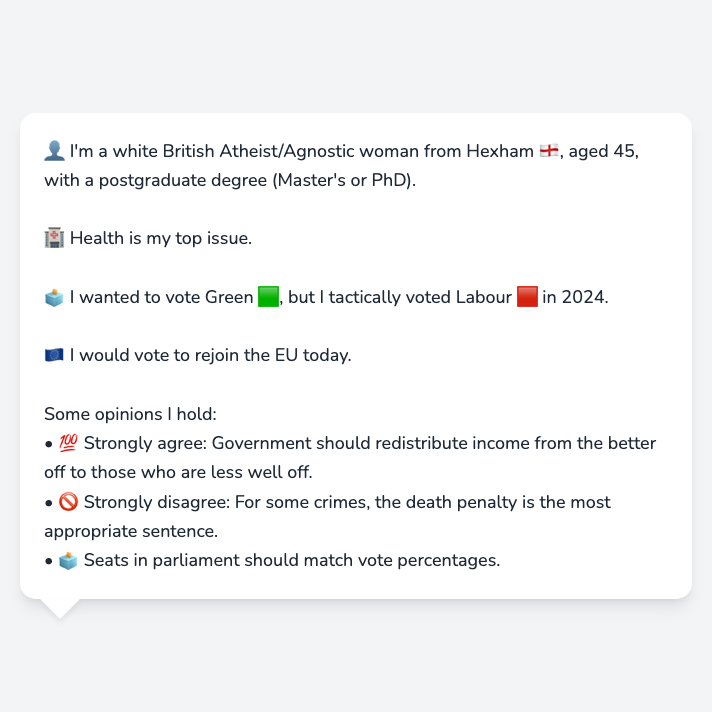 👤 I'm a white British Atheist/Agnostic woman from Hexham 🏴󠁧󠁢󠁥󠁮󠁧󠁿, aged 45,
with a postgraduate degree (Master's or PhD).
🏥 Health is my top issue.
🗳️ I wanted to vote Green 🟩, but I tactically voted Labour 🟥 in 2024.
🇪🇺 I would vote to rejoin the EU today.
Some opinions I hold:
• 💯 Strongly agree: Government should redistribute income from the better
off to those who are less well off.
• 🚫 Strongly disagree: For some crimes, the death penalty is the most
appropriate sentence.
• 🗳️ Seats in parliament should match vote percentages.